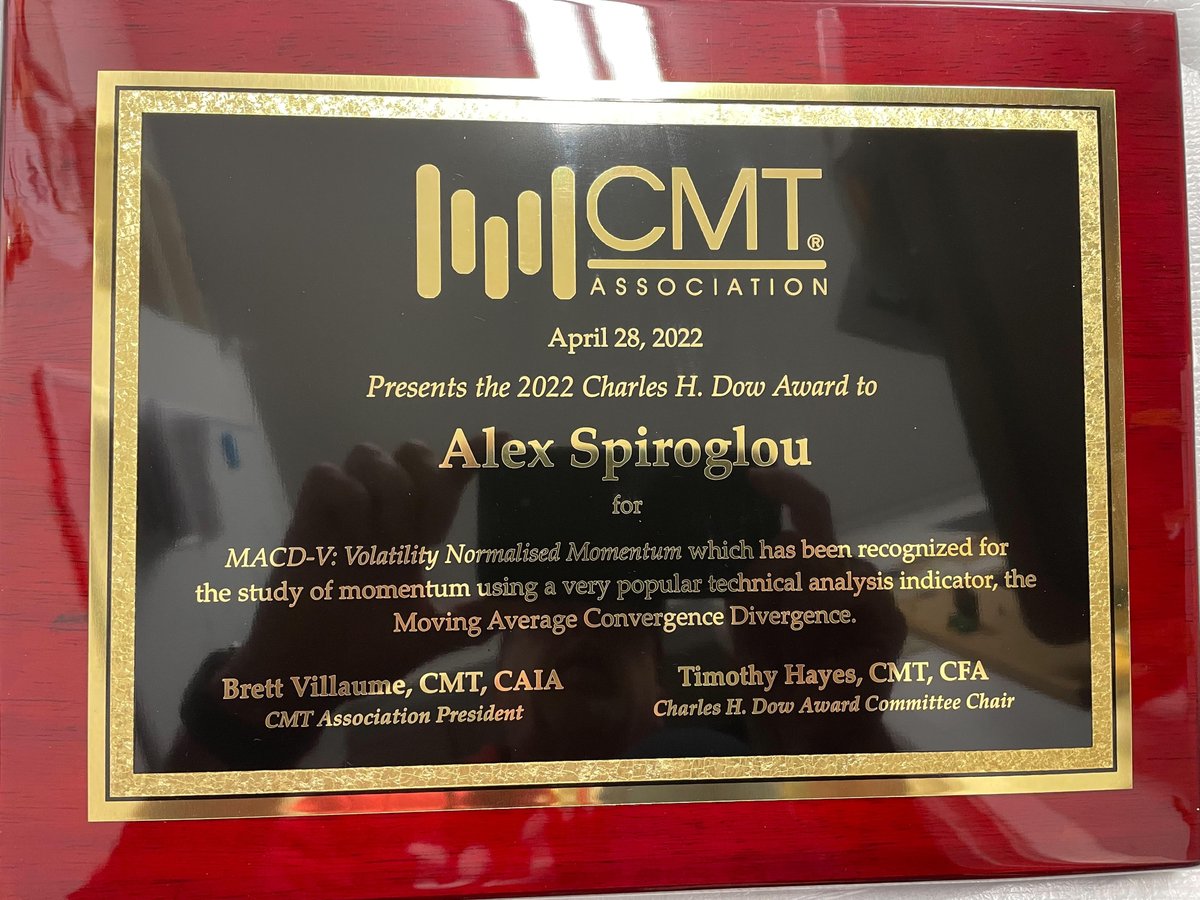 CMT®
ASSOCIATION
April 28, 2022
Presents the 2022 Charles H. Dow Award to
Alex Spiroglou
for
MACD-V: Volatility Normalised Momentum which has been recognized for
the study of momentum using a very popular technical analysis indicator, the
Moving Average Convergence Divergence.
Brett Villaume, CMT, CAIA
CMT Association President
Timothy Hayes, CMT, CFA
Charles H. Dow Award Committee Chair